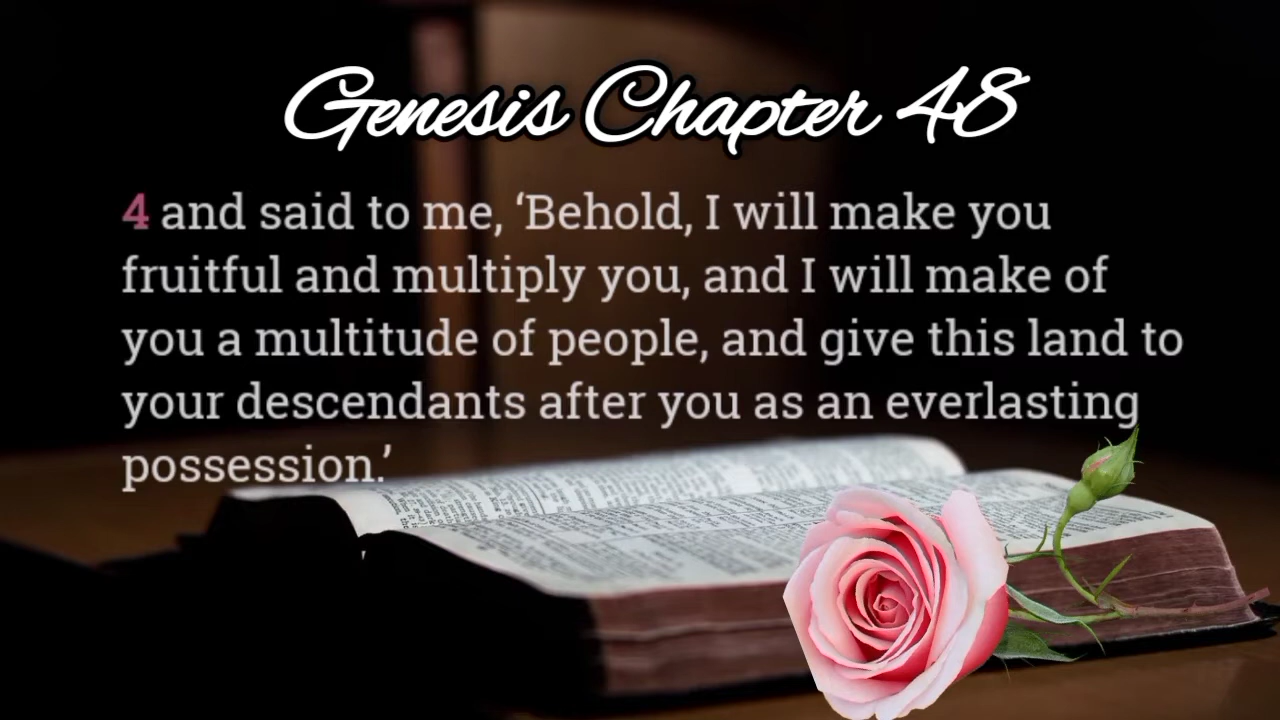 Genesis Chapter 48
4 and said to me, ‘Behold, I will make you
fruitful and multiply you, and I will make of
you a multitude of people, and give this land to
your descendants after you as an everlasting
possession.’